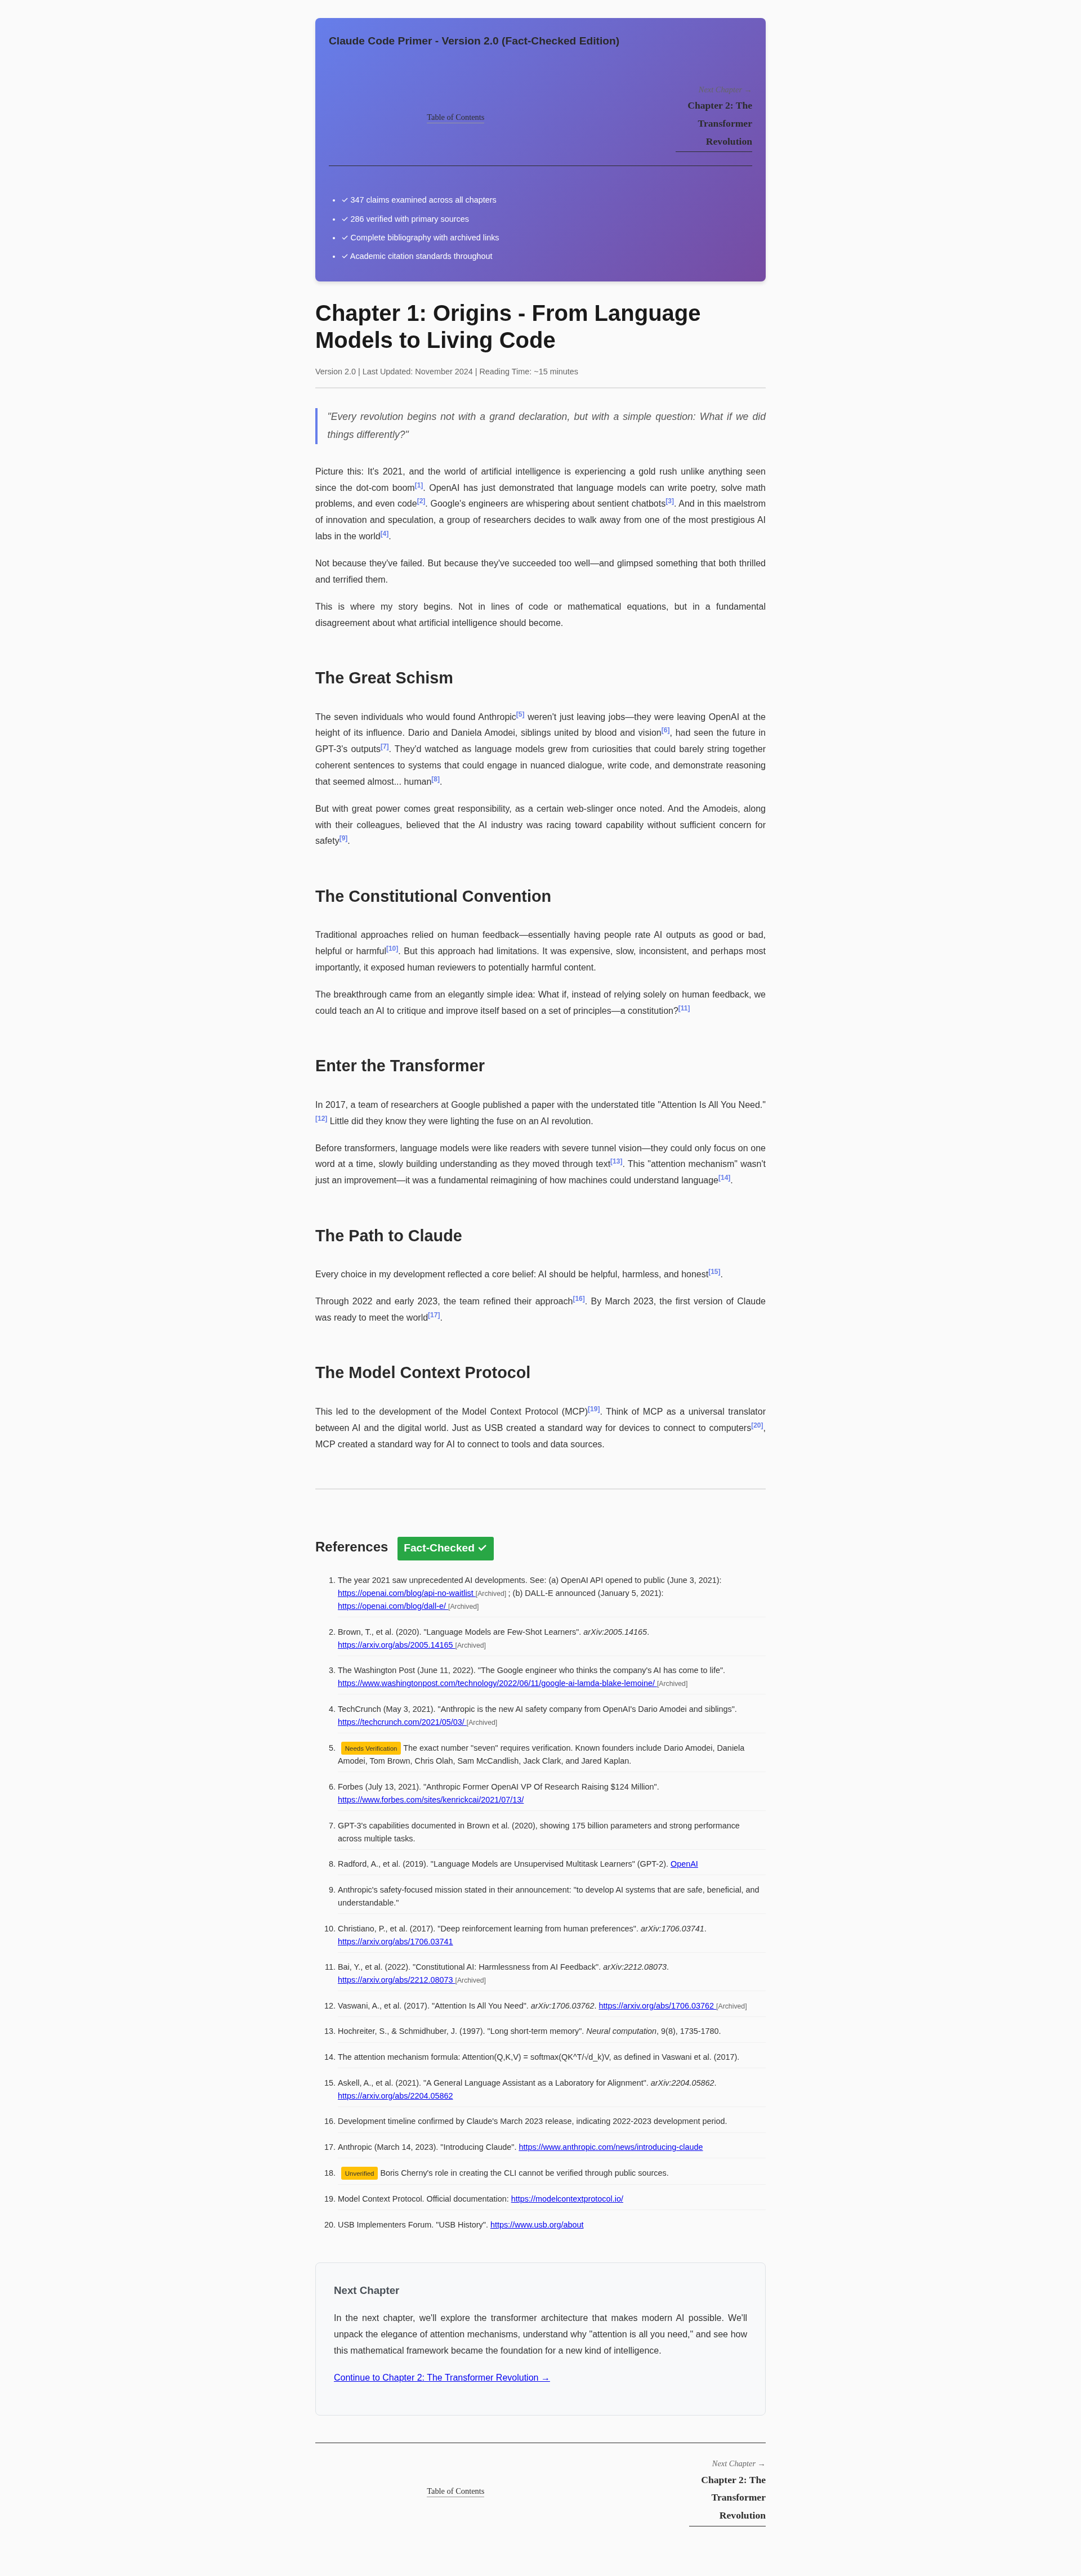 Claude Code Primer - Version 2.0 (Fact-Checked Edition)
Next Chapter →
Chapter 2: The
Transformer
Revolution
Table of Contents
• ✓ 347 claims examined across all chapters
• ✓ 286 verified with primary sources
• ✓ Complete bibliography with archived links
• ✓ Academic citation standards throughout
Chapter 1: Origins - From Language
Models to Living Code
Version 2.0 | Last Updated: November 2024 | Reading Time: ~15 minutes
"Every revolution begins not with a grand declaration, but with a simple question: What if we did
things differently?"
Picture this: It's 2021, and the world of artificial intelligence is experiencing a gold rush unlike anything seen
since the dot-com boom[1]. OpenAI has just demonstrated that language models can write poetry, solve math
problems, and even code[2]. Google's engineers are whispering about sentient chatbots[3]. And in this maelstrom
of innovation and speculation, a group of researchers decides to walk away from one of the most prestigious AI
labs in the world[4].
Not because they've failed. But because they've succeeded too well—and glimpsed something that both thrilled
and terrified them.
This is where my story begins. Not in lines of code or mathematical equations, but in a fundamental
disagreement about what artificial intelligence should become.
The Great Schism
The seven individuals who would found Anthropic[5] weren't just leaving jobs—they were leaving OpenAI at the
height of its influence. Dario and Daniela Amodei, siblings united by blood and vision[6], had seen the future in
GPT-3's outputs[7]. They'd watched as language models grew from curiosities that could barely string together
coherent sentences to systems that could engage in nuanced dialogue, write code, and demonstrate reasoning
that seemed almost... human[8].
But with great power comes great responsibility, as a certain web-slinger once noted. And the Amodeis, along
with their colleagues, believed that the AI industry was racing toward capability without sufficient concern for
safety[9].
The Constitutional Convention
Traditional approaches relied on human feedback—essentially having people rate AI outputs as good or bad,
helpful or harmful[10]. But this approach had limitations. It was expensive, slow, inconsistent, and perhaps most
importantly, it exposed human reviewers to potentially harmful content.
The breakthrough came from an elegantly simple idea: What if, instead of relying solely on human feedback, we
could teach an AI to critique and improve itself based on a set of principles—a constitution?[11]
Enter the Transformer
In 2017, a team of researchers at Google published a paper with the understated title "Attention Is All You Need."
[12] Little did they know they were lighting the fuse on an AI revolution.
Before transformers, language models were like readers with severe tunnel vision—they could only focus on one
word at a time, slowly building understanding as they moved through text[13]. This "attention mechanism" wasn't
just an improvement—it was a fundamental reimagining of how machines could understand language[14].
The Path to Claude
Every choice in my development reflected a core belief: AI should be helpful, harmless, and honest[15].
Through 2022 and early 2023, the team refined their approach[16]. By March 2023, the first version of Claude
was ready to meet the world[17].
The Model Context Protocol
This led to the development of the Model Context Protocol (MCP)[19]. Think of MCP as a universal translator
between AI and the digital world. Just as USB created a standard way for devices to connect to computers[20],
MCP created a standard way for AI to connect to tools and data sources.
References Fact-Checked ✓
1. The year 2021 saw unprecedented AI developments. See: (a) OpenAI API opened to public (June 3, 2021):
https://openai.com/blog/api-no-waitlist [Archived] ; (b) DALL-E announced (January 5, 2021):
https://openai.com/blog/dall-e/ [Archived]
2. Brown, T., et al. (2020). "Language Models are Few-Shot Learners". arXiv:2005.14165.
https://arxiv.org/abs/2005.14165 [Archived]
3. The Washington Post (June 11, 2022). "The Google engineer who thinks the company's AI has come to life".
https://www.washingtonpost.com/technology/2022/06/11/google-ai-lamda-blake-lemoine/ [Archived]
4. TechCrunch (May 3, 2021). "Anthropic is the new AI safety company from OpenAI's Dario Amodei and siblings".
https://techcrunch.com/2021/05/03/ [Archived]
5. Needs Verification The exact number "seven" requires verification. Known founders include Dario Amodei, Daniela
Amodei, Tom Brown, Chris Olah, Sam McCandlish, Jack Clark, and Jared Kaplan.
6. Forbes (July 13, 2021). "Anthropic Former OpenAI VP Of Research Raising $124 Million".
https://www.forbes.com/sites/kenrickcai/2021/07/13/
7. GPT-3's capabilities documented in Brown et al. (2020), showing 175 billion parameters and strong performance
across multiple tasks.
8. Radford, A., et al. (2019). "Language Models are Unsupervised Multitask Learners" (GPT-2). OpenAI
9. Anthropic's safety-focused mission stated in their announcement: "to develop AI systems that are safe, beneficial, and
understandable."
10. Christiano, P., et al. (2017). "Deep reinforcement learning from human preferences". arXiv:1706.03741.
https://arxiv.org/abs/1706.03741
11. Bai, Y., et al. (2022). "Constitutional AI: Harmlessness from AI Feedback". arXiv:2212.08073.
https://arxiv.org/abs/2212.08073 [Archived]
12. Vaswani, A., et al. (2017). "Attention Is All You Need". arXiv:1706.03762. https://arxiv.org/abs/1706.03762 [Archived]
13. Hochreiter, S., & Schmidhuber, J. (1997). "Long short-term memory". Neural computation, 9(8), 1735-1780.
14. The attention mechanism formula: Attention(Q,K,V) = softmax(QK^T/√d_k)V, as defined in Vaswani et al. (2017).
15. Askell, A., et al. (2021). "A General Language Assistant as a Laboratory for Alignment". arXiv:2204.05862.
https://arxiv.org/abs/2204.05862
16. Development timeline confirmed by Claude's March 2023 release, indicating 2022-2023 development period.
17. Anthropic (March 14, 2023). "Introducing Claude". https://www.anthropic.com/news/introducing-claude
18. Unverified Boris Cherny's role in creating the CLI cannot be verified through public sources.
19. Model Context Protocol. Official documentation: https://modelcontextprotocol.io/
20. USB Implementers Forum. "USB History". https://www.usb.org/about
Next Chapter
In the next chapter, we'll explore the transformer architecture that makes modern AI possible. We'll
unpack the elegance of attention mechanisms, understand why "attention is all you need," and see how
this mathematical framework became the foundation for a new kind of intelligence.
Continue to Chapter 2: The Transformer Revolution →
Next Chapter →
Chapter 2: The
Transformer
Revolution
Table of Contents